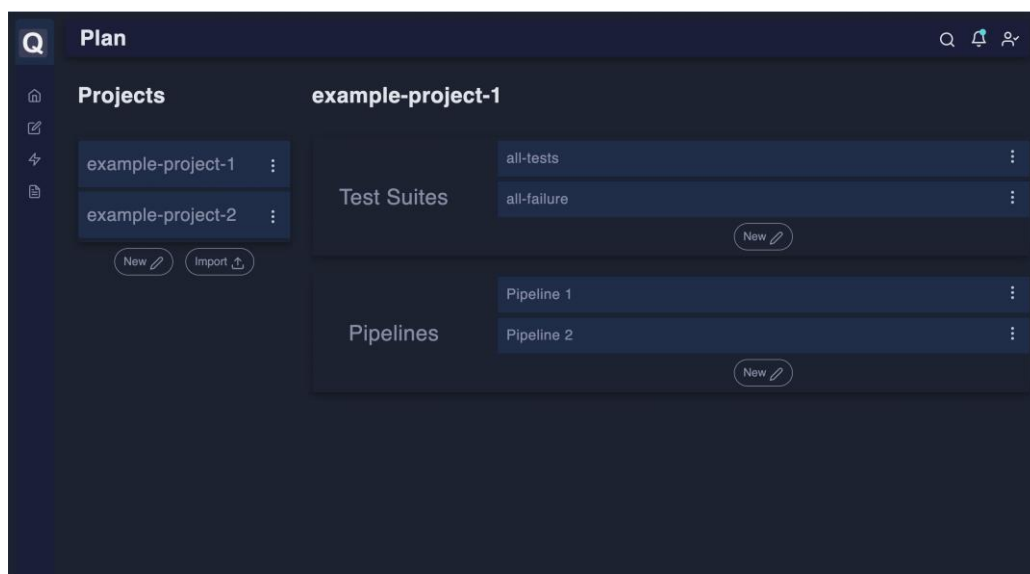 Q
Plan
Projects
example-project-1
example-project-2
New
Import
example-project-1
Test Suites
all-tests
all-failure
New
Pipelines
Pipeline 1
Pipeline 2
New